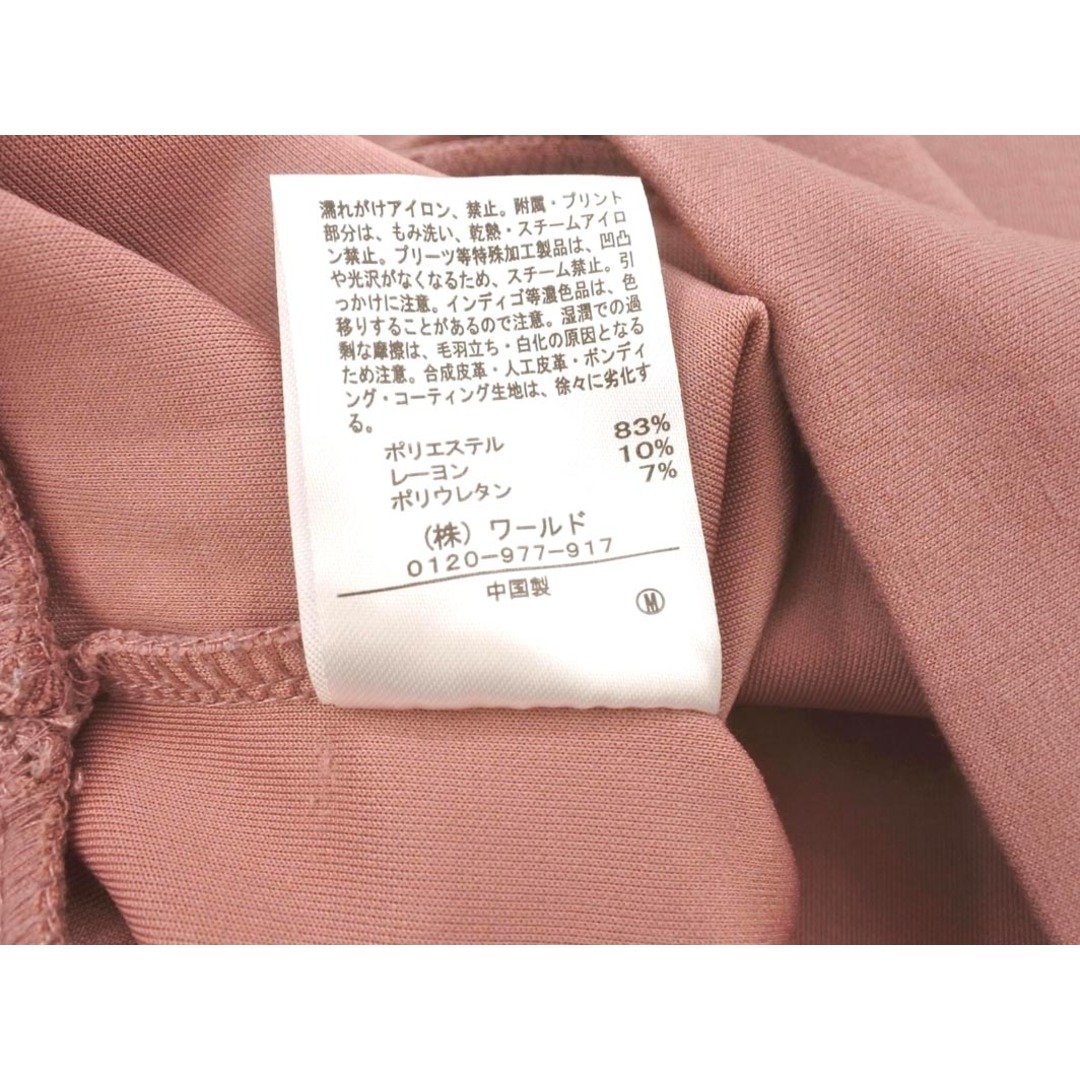 濡れがけアイロン、禁止。附属・プリント
部分は、もみ洗い、乾熱・スチームアイロ
ン禁止。プリーツ等特殊加工製品は、凹凸
や光沢がなくなるため、スチーム禁止。引
っかけに注意。インディゴ等濃色品は、色
移りすることがあるので注意。湿潤での過
剰な摩擦は、毛羽立ち・白化の原因となる
ため注意。合成皮革・人工皮革・ボンディ
ング・コーティング生地は、徐々に劣化す
る。
ポリエステル 83%
レーヨン 10%
ポリウレタン 7%
(株) ワールド
0120-977-917
中国製
Ⓜ